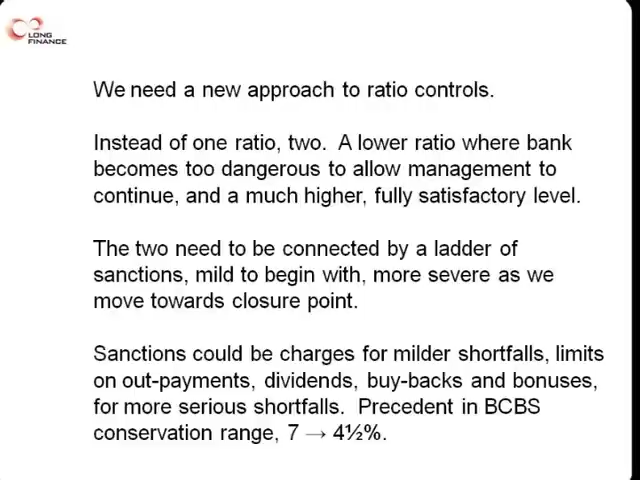 LONG
FINANCE
We need a new approach to ratio controls.
Instead of one ratio, two. A lower ratio where bank
becomes too dangerous to allow management to
continue, and a much higher, fully satisfactory level.
The two need to be connected by a ladder of
sanctions, mild to begin with, more severe as we
move towards closure point.
Sanctions could be charges for milder shortfalls, limits
on out-payments, dividends, buy-backs and bonuses,
for more serious shortfalls. Precedent in BCBS
conservation range, 7 → 4½%.